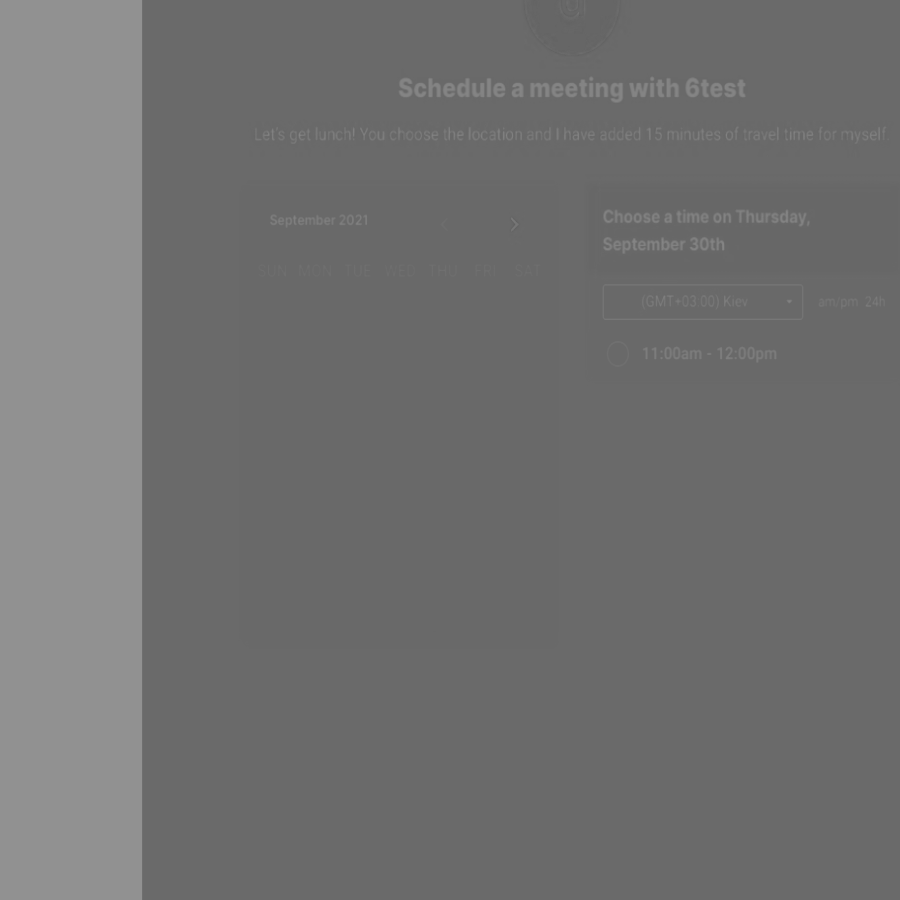 Schedule a meeting with 6test
Let's get lunch! You choose the location and I have added 15 minutes of travel time for myself
September 2021
SUN MON TUE WED THU FRI SAT
Choose a time on Thursday,
September 30th
(GMT+03:00) Kiev
am/pm 24h
11:00am - 12:00pm